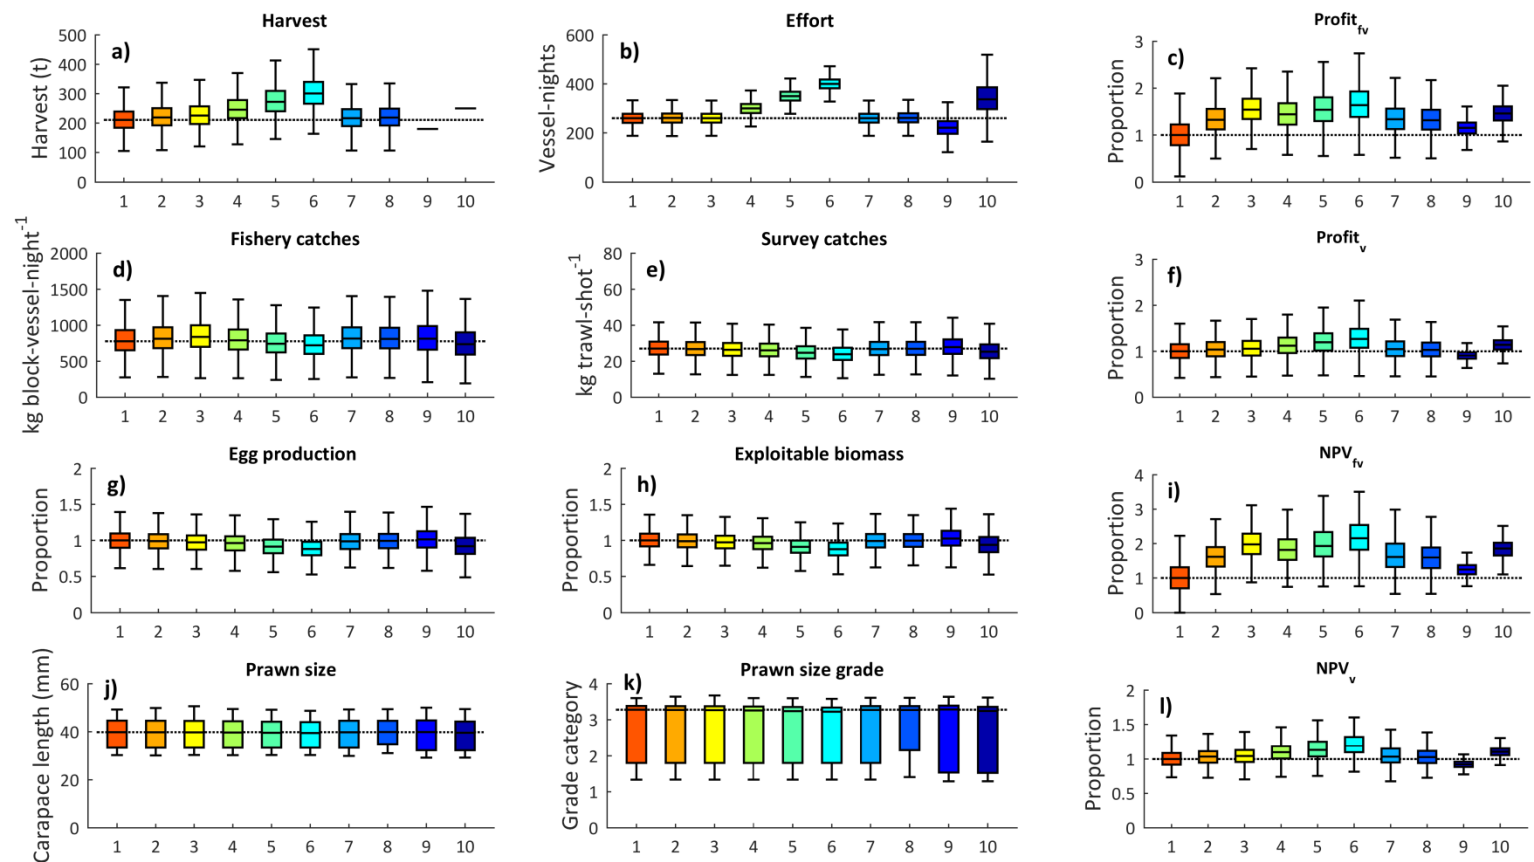 Harvest
a)
Harvest (t)
500
400
300
200
100
0
1 2 3 4 5 6 7 8 9 10
Effort
b)
Vessel-nights
600
400
200
0
1 2 3 4 5 6 7 8 9 10
Profit_fv
c)
Proportion
3
2
1
0
1 2 3 4 5 6 7 8 9 10
Fishery catches
d)
kg block-vessel-night⁻¹
2000
1500
1000
500
0
1 2 3 4 5 6 7 8 9 10
Survey catches
e)
kg trawl-shot⁻¹
80
60
40
20
0
1 2 3 4 5 6 7 8 9 10
Profit_v
f)
Proportion
3
2
1
0
1 2 3 4 5 6 7 8 9 10
Egg production
g)
Proportion
2
1.5
1
0.5
0
1 2 3 4 5 6 7 8 9 10
Exploitable biomass
h)
Proportion
2
1.5
1
0.5
0
1 2 3 4 5 6 7 8 9 10
NPV_fv
i)
Proportion
4
3
2
1
0
1 2 3 4 5 6 7 8 9 10
Prawn size
j)
Carapace length (mm)
60
40
20
0
1 2 3 4 5 6 7 8 9 10
Prawn size grade
k)
Grade category
4
3
2
1
0
1 2 3 4 5 6 7 8 9 10
NPV_v
l)
Proportion
2
1.5
1
0.5
0
1 2 3 4 5 6 7 8 9 10